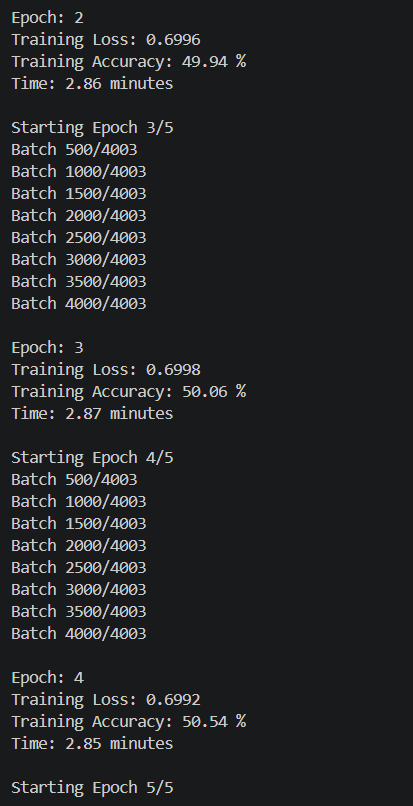 Epoch: 2
Training Loss: 0.6996
Training Accuracy: 49.94 %
Time: 2.86 minutes
Starting Epoch 3/5
Batch 500/4003
Batch 1000/4003
Batch 1500/4003
Batch 2000/4003
Batch 2500/4003
Batch 3000/4003
Batch 3500/4003
Batch 4000/4003
Epoch: 3
Training Loss: 0.6998
Training Accuracy: 50.06 %
Time: 2.87 minutes
Starting Epoch 4/5
Batch 500/4003
Batch 1000/4003
Batch 1500/4003
Batch 2000/4003
Batch 2500/4003
Batch 3000/4003
Batch 3500/4003
Batch 4000/4003
Epoch: 4
Training Loss: 0.6992
Training Accuracy: 50.54 %
Time: 2.85 minutes
Starting Epoch 5/5